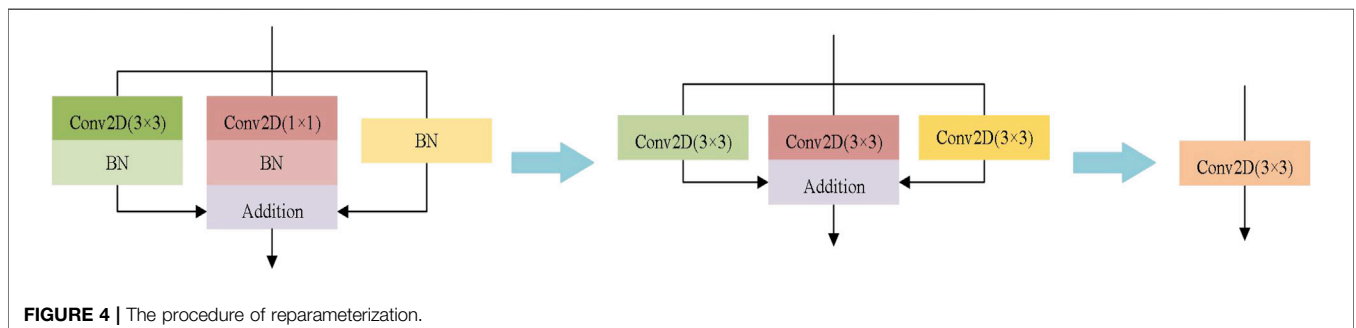 Conv2D(3×3)
Conv2D(1×1)
BN
BN
BN
Addition
Conv2D(3×3)
Conv2D(3×3)
Conv2D(3×3)
Addition
Conv2D(3×3)
FIGURE 4 | The procedure of reparameterization.